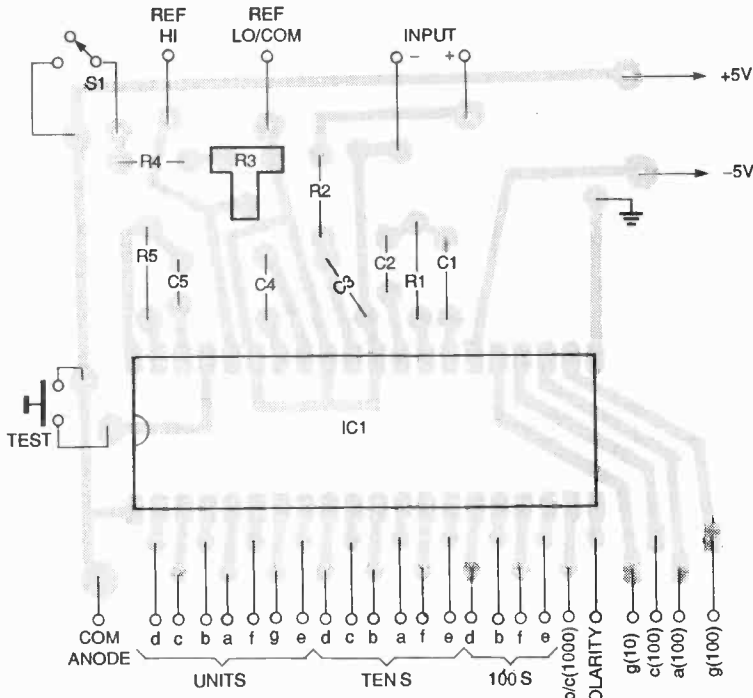 REF
HI
REF
LO/COM
INPUT
− +
S1
+5V
−5V
R4
R3
R2
R5
C5
C4
C3
C2
R1
C1
TEST
IC1
COM
ANODE
d c b a f g e d c b a f e d b f e
b/c(1000)
POLARITY
g(10)
c(100)
a(100)
g(100)
UNITS
TENS
100S